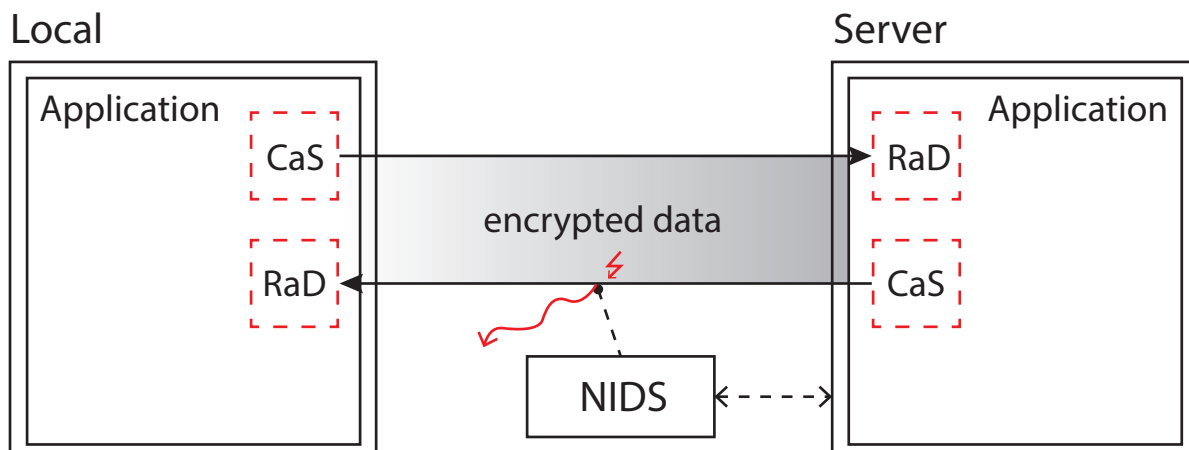 Local
Server
Application
Application
CaS
RaD
encrypted data
RaD
CaS
NIDS